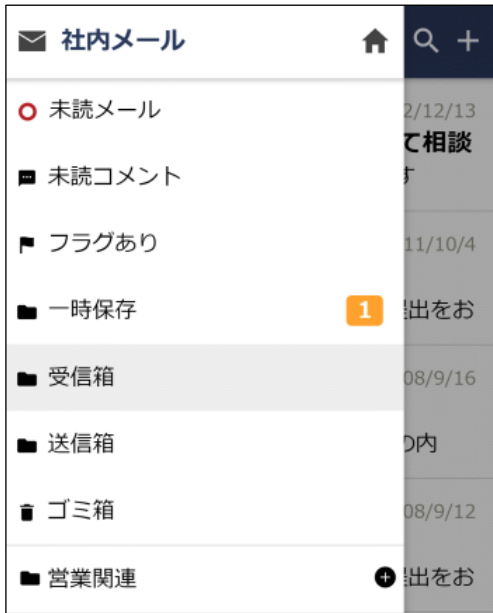 社内メール
未読メール
2/12/13
て相談
未読コメント
す
フラグあり
11/10/4
一時保存
1
出をお
受信箱
08/9/16
送信箱
の内
ゴミ箱
08/9/12
営業関連
出をお